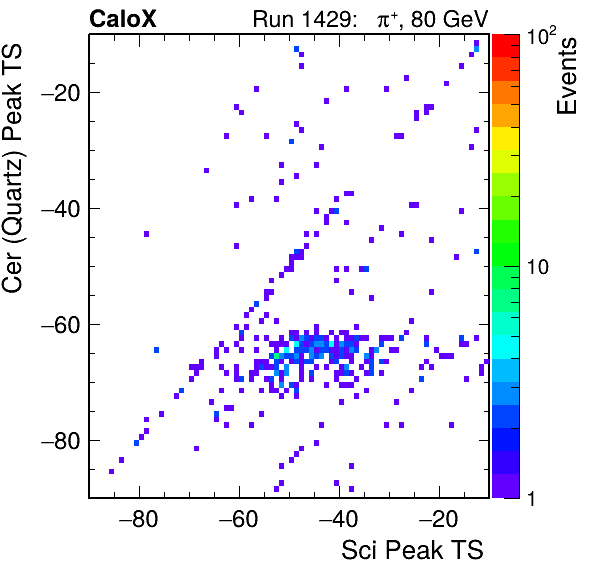 CaloX Run 1429: π⁺, 80 GeV
Cer (Quartz) Peak TS
−20
−40
−60
−80
−80 −60 −40 −20
Sci Peak TS
10²
10
1
Events